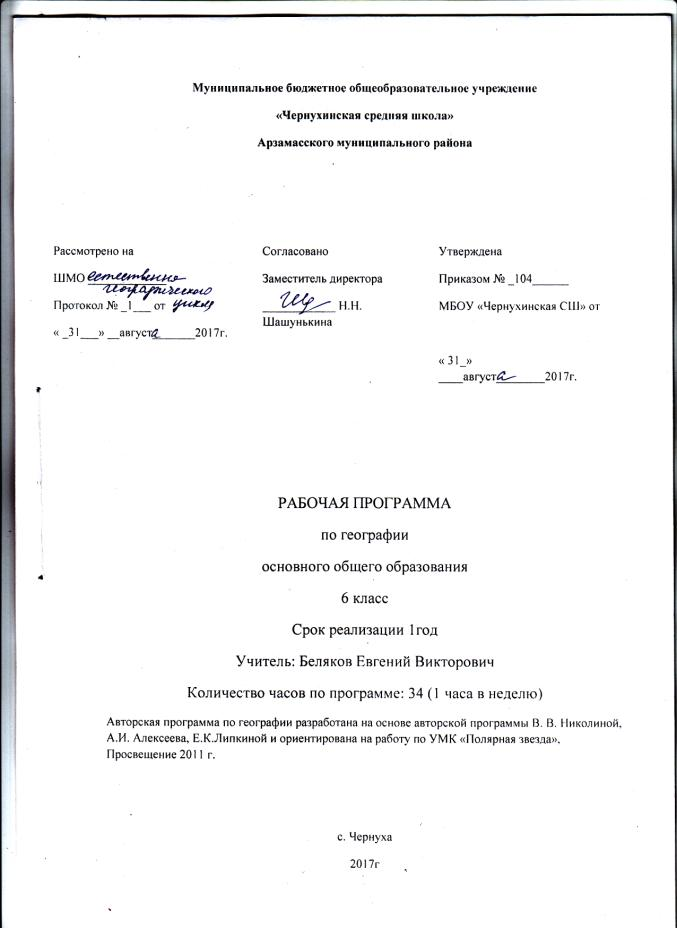 Муниципальное бюджетное общеобразовательное учреждение
«Чернухинская средняя школа»
Арзамасского муниципального района
Рассмотрено на
ШМО естественно
географического
Протокол № _1___ от цикла
« _31___» __августа______2017г.
Согласовано
Заместитель директора
____________ Н.Н.
Шашунькина
Утверждена
Приказом № _104______
МБОУ «Чернухинская СШ» от
« 31_»
____августа________2017г.
РАБОЧАЯ ПРОГРАММА
по географии
основного общего образования
6 класс
Срок реализации 1год
Учитель: Беляков Евгений Викторович
Количество часов по программе: 34 (1 часа в неделю)
Авторская программа по географии разработана на основе авторской программы В. В. Николиной,
А.И. Алексеева, Е.К.Липкиной и ориентирована на работу по УМК «Полярная звезда».
Просвещение 2011 г.
с. Чернуха
2017г